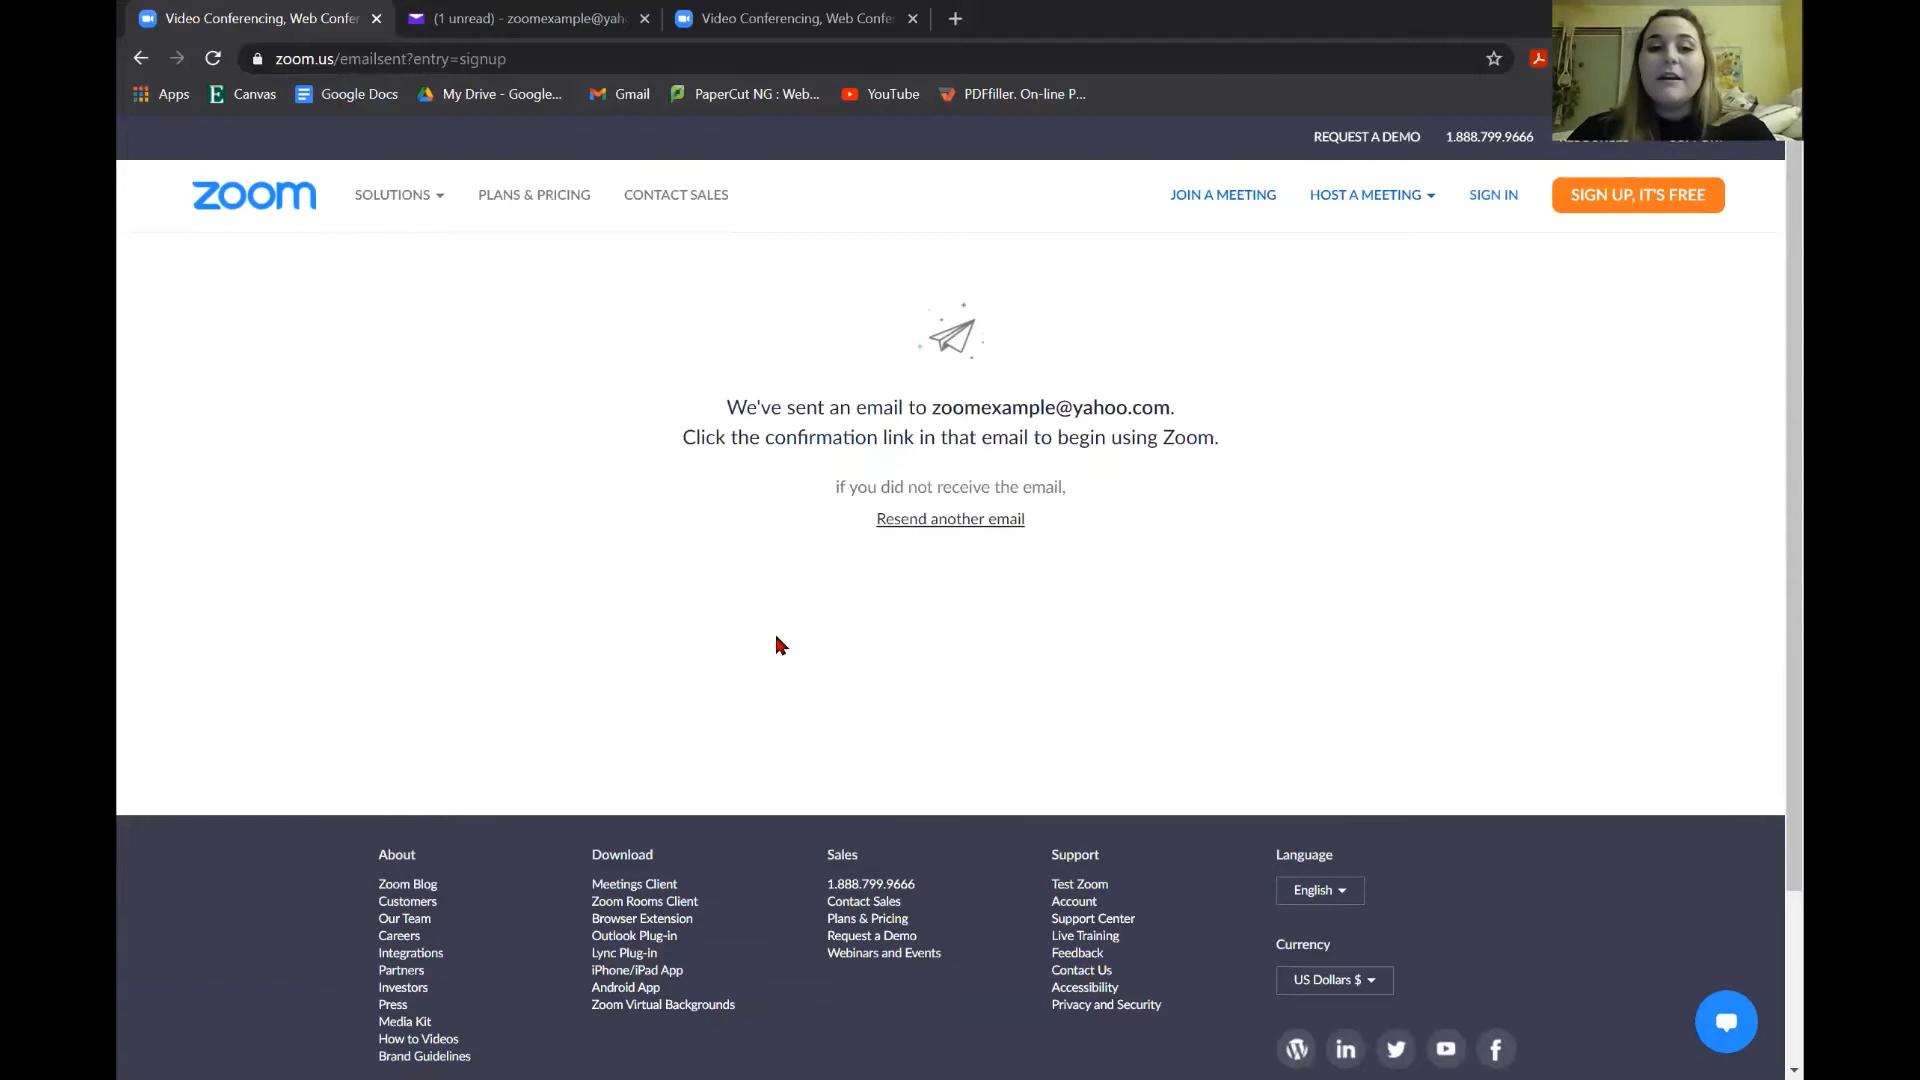 Video Conferencing, Web Confer
(1 unread) - zoomexample@yah
Video Conferencing, Web Confe
zoom.us/emailsent?entry=signup
Apps
Canvas
Google Docs
My Drive - Google...
Gmail
PaperCut NG : Web...
YouTube
PDFfiller. On-line P...
REQUEST A DEMO
1.888.799.9666
zoom
SOLUTIONS
PLANS & PRICING
CONTACT SALES
JOIN A MEETING
HOST A MEETING
SIGN IN
SIGN UP, IT'S FREE
We've sent an email to zoomexample@yahoo.com.
Click the confirmation link in that email to begin using Zoom.
if you did not receive the email,
Resend another email
About
Zoom Blog
Customers
Our Team
Careers
Integrations
Partners
Investors
Press
Media Kit
How to Videos
Brand Guidelines
Download
Meetings Client
Zoom Rooms Client
Browser Extension
Outlook Plug-in
Lync Plug-in
iPhone/iPad App
Android App
Zoom Virtual Backgrounds
Sales
1.888.799.9666
Contact Sales
Plans & Pricing
Request a Demo
Webinars and Events
Support
Test Zoom
Account
Support Center
Live Training
Feedback
Contact Us
Accessibility
Privacy and Security
Language
English
Currency
US Dollars $